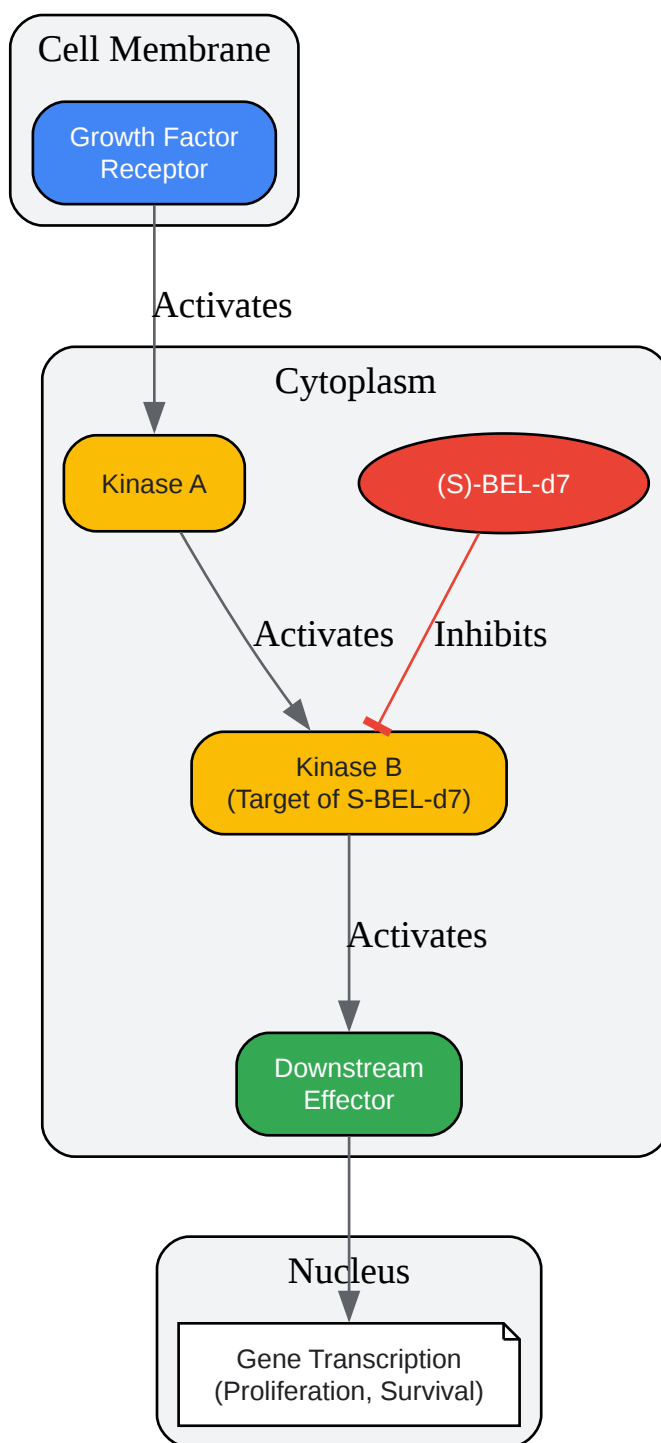 Cell Membrane
Growth Factor
Receptor
Activates
Cytoplasm
Kinase A
(S)-BEL-d7
Activates
Inhibits
Kinase B
(Target of S-BEL-d7)
Activates
Downstream
Effector
Nucleus
Gene Transcription
(Proliferation, Survival)